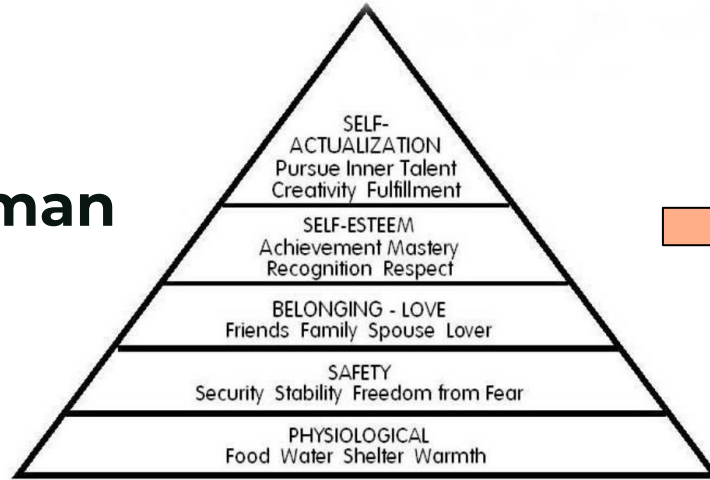 SELF-
ACTUALIZATION
Pursue Inner Talent
Creativity Fulfillment
man
SELF-ESTEEM
Achievement Mastery
Recognition Respect
BELONGING - LOVE
Friends Family Spouse Lover
SAFETY
Security Stability Freedom from Fear
PHYSIOLOGICAL
Food Water Shelter Warmth